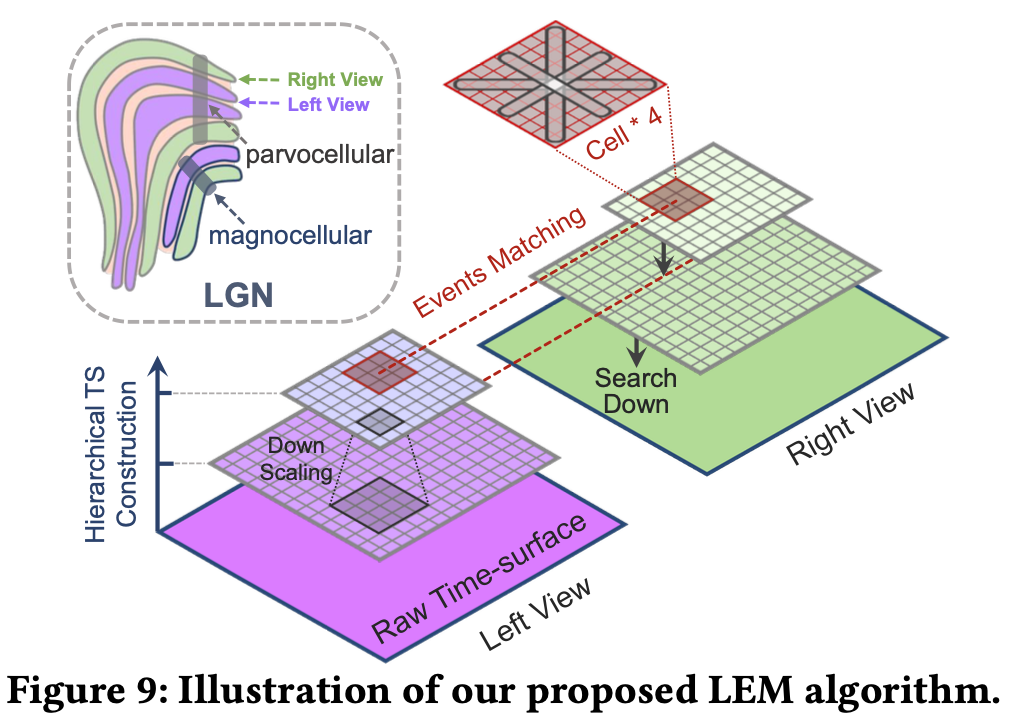 Right View
Left View
parvocellular
magnocellular
LGN
Cell * 4
Events Matching
Search
Down
Right View
Hierarchical TS
Construction
Down
Scaling
Raw Time-surface
Left View
Figure 9: Illustration of our proposed LEM algorithm.